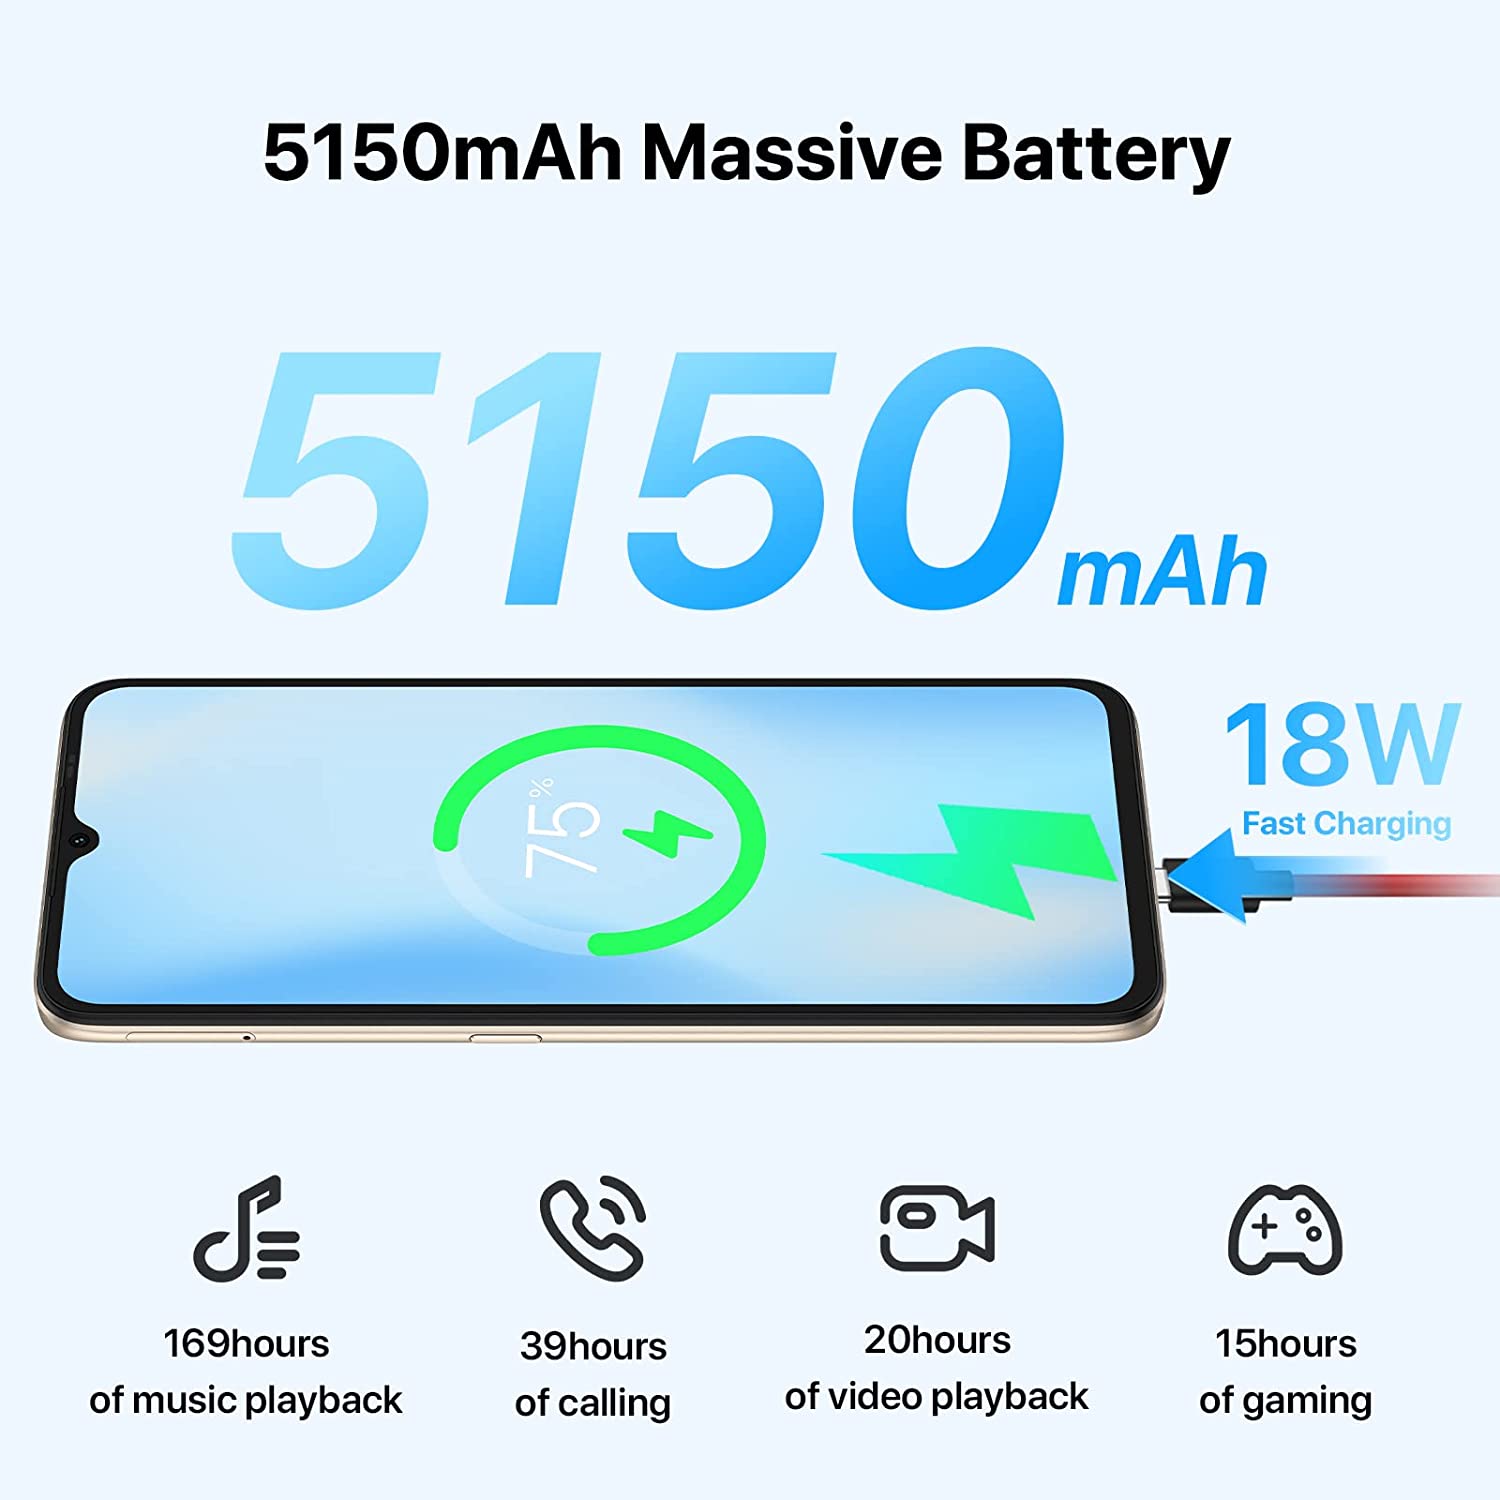 5150mAh Massive Battery
5150mAh
18W
Fast Charging
75%
169hours
of music playback
39hours
of calling
20hours
of video playback
15hours
of gaming